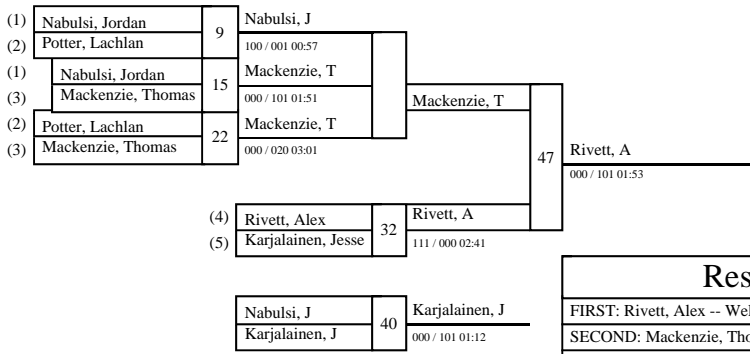 (1) Nabulsi, Jordan
9
Nabulsi, J
(2) Potter, Lachlan
100 / 001 00:57
(1) Nabulsi, Jordan
15
Mackenzie, T
(3) Mackenzie, Thomas
000 / 101 01:51
Mackenzie, T
(2) Potter, Lachlan
22
Mackenzie, T
(3) Mackenzie, Thomas
000 / 020 03:01
47
Rivett, A
000 / 101 01:53
(4) Rivett, Alex
32
Rivett, A
(5) Karjalainen, Jesse
111 / 000 02:41
Nabulsi, J
40
Karjalainen, J
Karjalainen, J
000 / 101 01:12
Res
FIRST: Rivett, Alex -- Wel
SECOND: Mackenzie, Tho